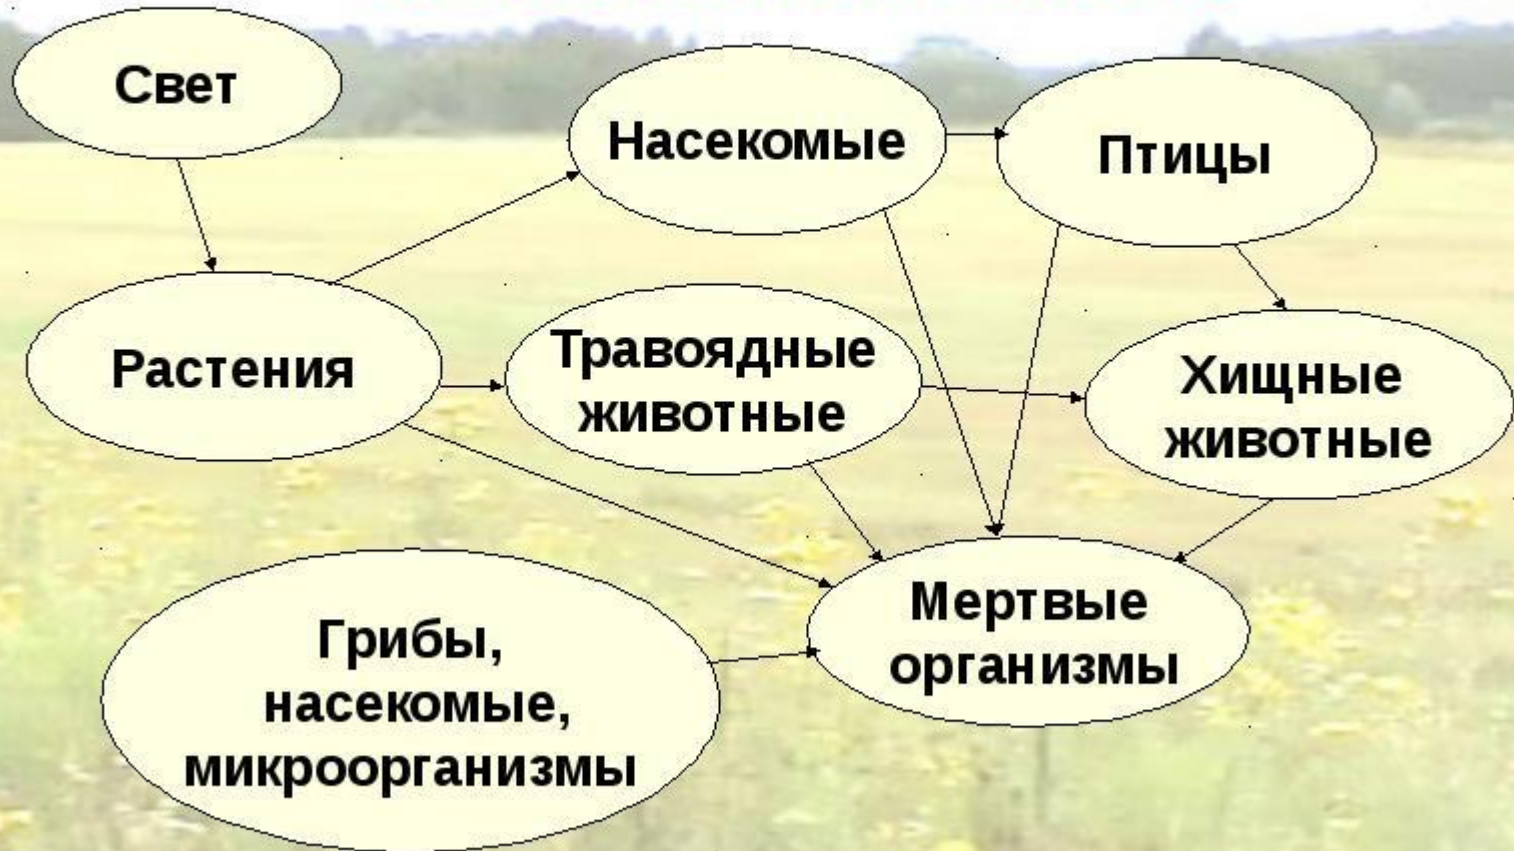 Свет
Насекомые
Птицы
Растения
Травоядные
животные
Хищные
животные
Грибы,
насекомые,
микроорганизмы
Мертвые
организмы